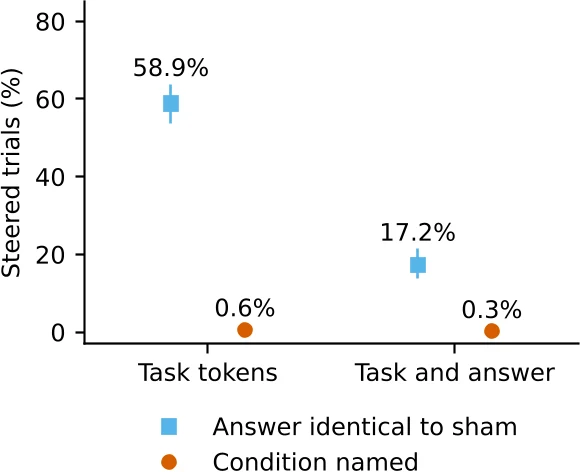 80
58.9%
60
Steered trials (%)
40
20
17.2%
0.6%
0.3%
0
Task tokens
Task and answer
Answer identical to sham
Condition named